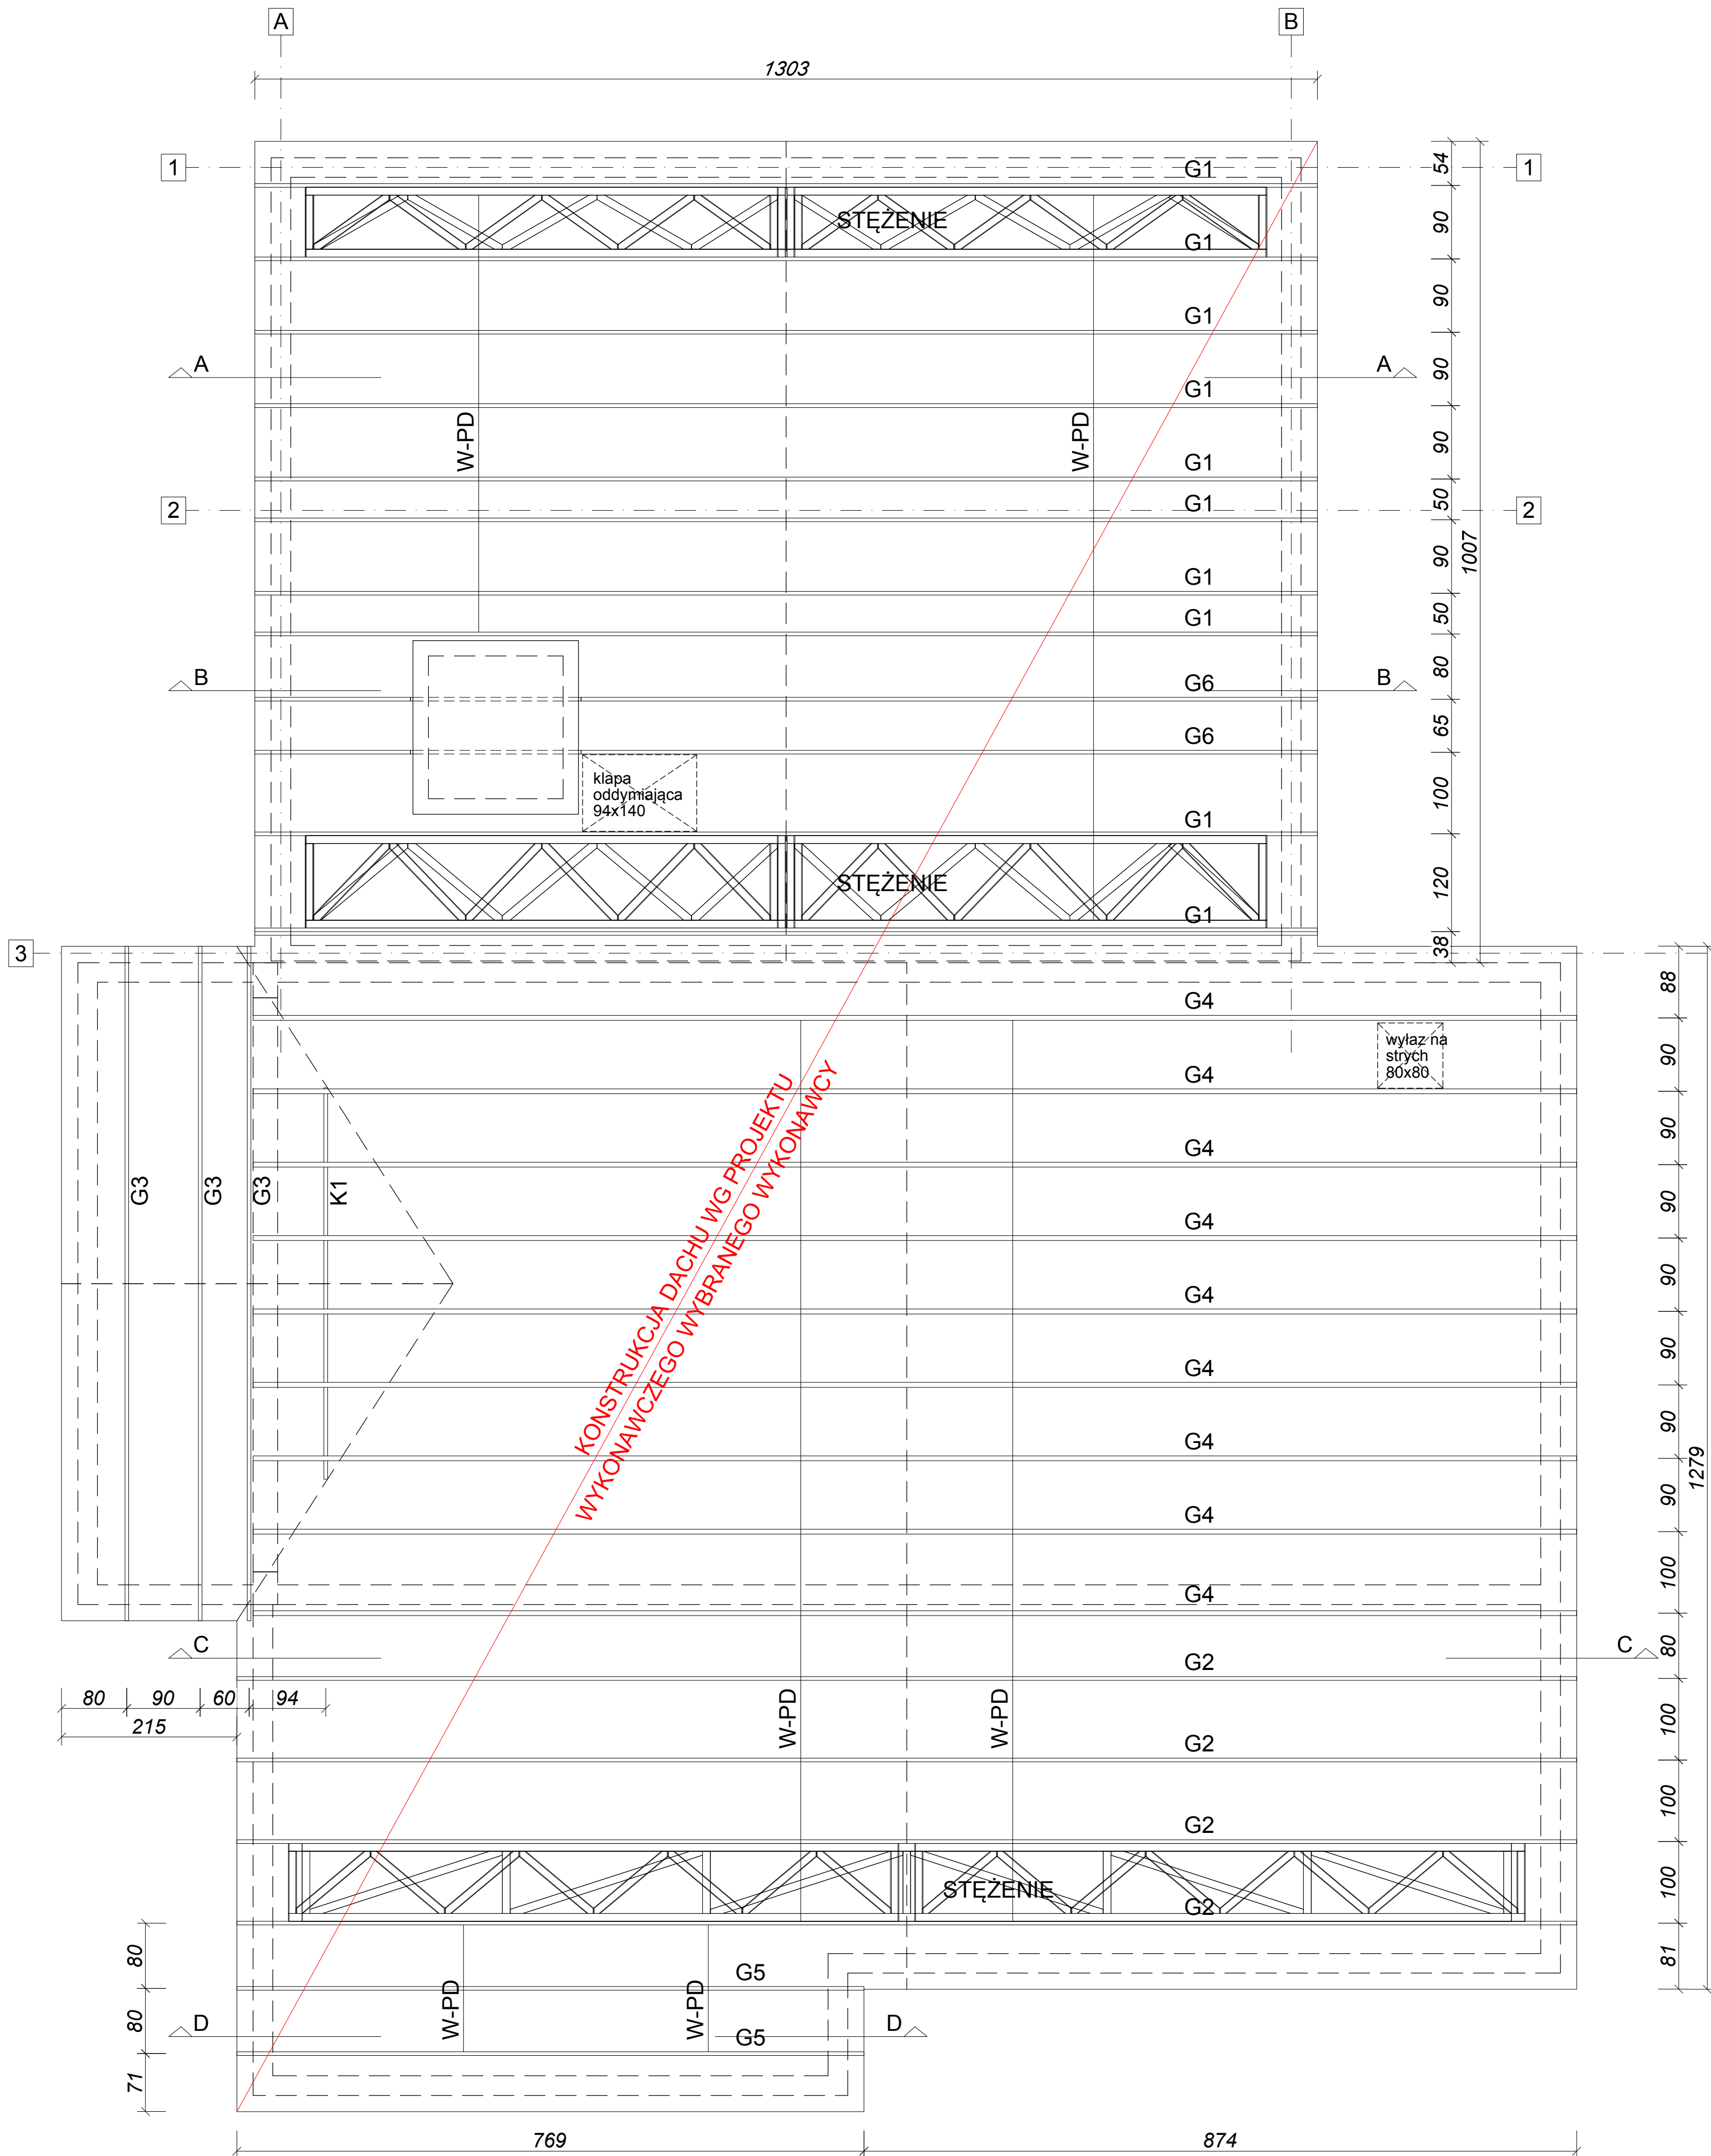 A
B
1303
1
1
G1
54
STĘŻENIE
90
G1
90
G1
A
A
90
G1
W-PD
W-PD
90
G1
2
2
G1
50
1007
90
G1
50
G1
80
B
B
G6
65
G6
klapa
oddymiająca
94x140
100
G1
120
STĘŻENIE
G1
38
3
88
G4
wyłaz na
strych
80x80
90
G4
KONSTRUKCJA DACHU WG PROJEKTU
WYKONAWCZEGO WYBRANEGO WYKONAWCY
90
G4
G3
G3
G3
K1
90
G4
90
G4
90
G4
90
G4
1279
90
G4
100
G4
C
C
80
G2
80
90
60
94
215
W-PD
W-PD
100
G2
100
G2
STĘŻENIE
100
G2
80
81
G5
W-PD
W-PD
80
D
D
G5
71
769
874